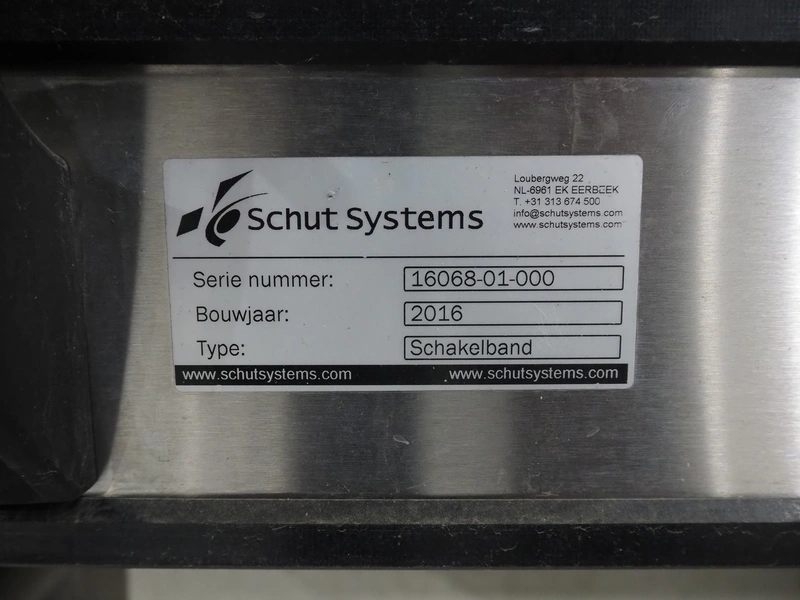 Schut Systems
Loubergweg 22
NL-6961 EK EERBEEK
T. +31 313 674 500
info@schutsystems.com
www.schutsystems.com
Serie nummer: 16068-01-000
Bouwjaar: 2016
Type: Schakelband
www.schutsystems.com www.schutsystems.com